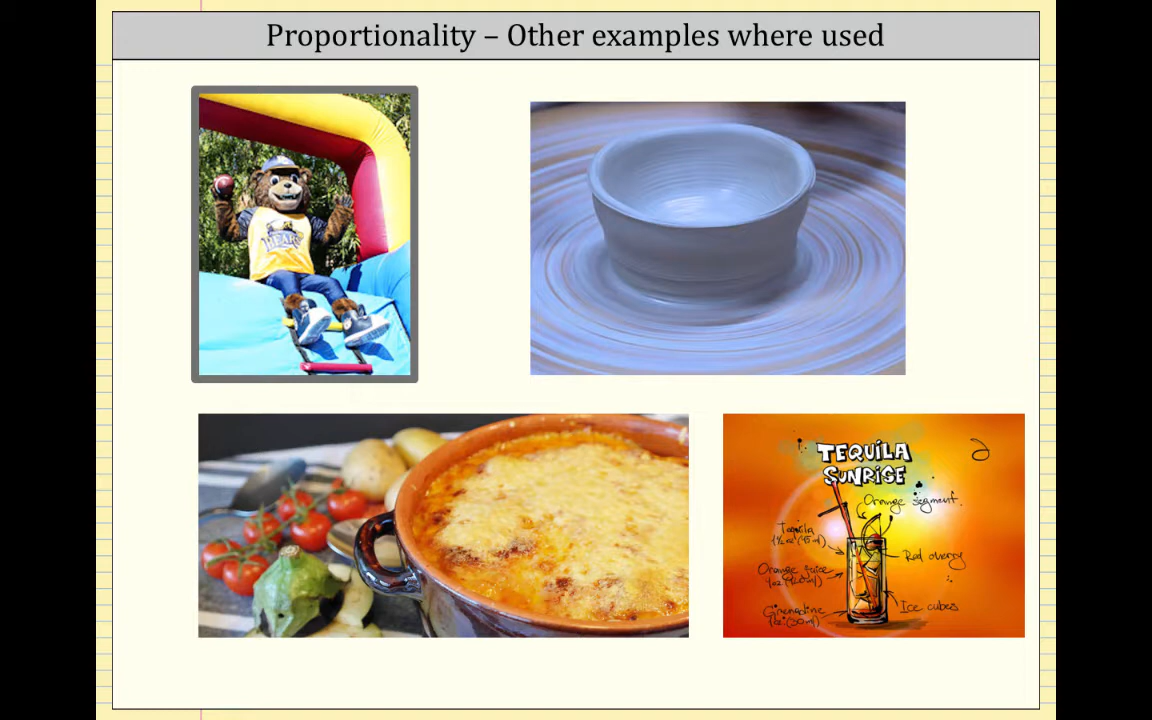 Proportionality – Other examples where used
BEARS
TEQUILA
SUNRISE
Orange segment
Tequila
Red cherry
Orange juice
Ice cubes
Grenadine